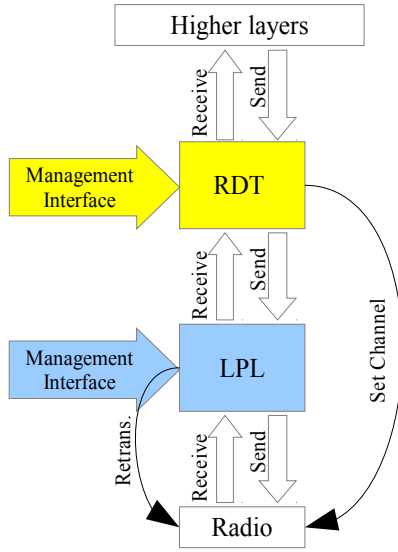 Higher layers
Receive
Send
Management
Interface
RDT
Receive
Send
Set Channel
Management
Interface
LPL
Retrans.
Receive
Send
Radio